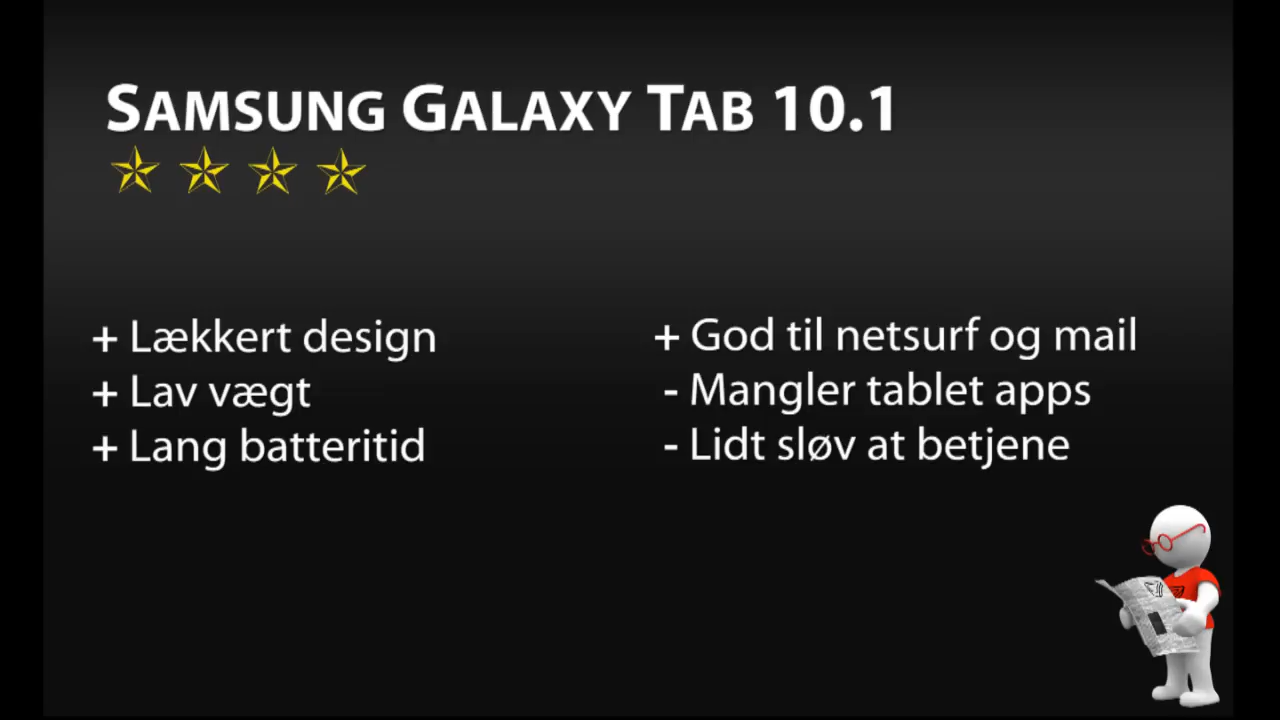 SAMSUNG GALAXY TAB 10.1
+ Lækkert design
+ Lav vægt
+ Lang batteritid
+ God til netsurf og mail
- Mangler tablet apps
- Lidt sløv at betjene